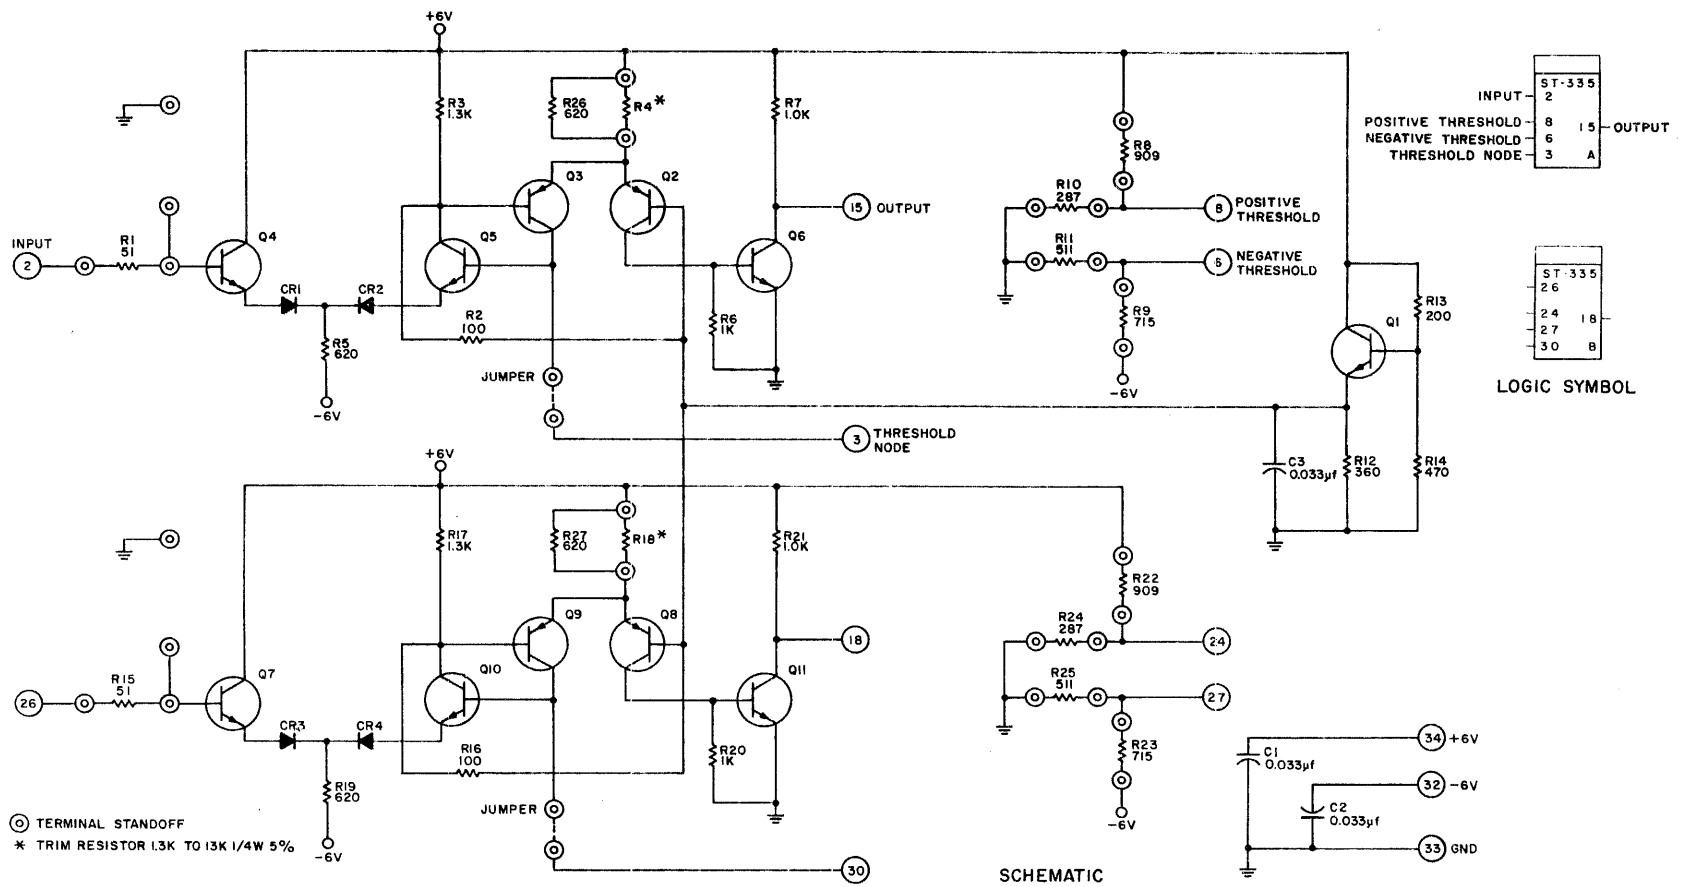 +6V
R3
1.3K
R26
620
R4*
R7
1.0K
Q4
Q3
Q2
INPUT
2
R1
51
Q5
Q6
15 OUTPUT
CR1
CR2
R5
620
-6V
R2
100
R6
1K
JUMPER
3 THRESHOLD
NODE
R8
909
R10
287
8 POSITIVE
THRESHOLD
R11
511
6 NEGATIVE
THRESHOLD
R9
715
-6V
Q1
R13
200
C3
0.033µf
R12
360
R14
470
ST-335
INPUT 2
POSITIVE THRESHOLD 8
15 OUTPUT
NEGATIVE THRESHOLD 6
THRESHOLD NODE 3 A
ST-335
26
24
18
27
30 B
LOGIC SYMBOL
+6V
R17
1.3K
R27
620
R18*
R21
1.0K
Q9
Q8
Q7
Q10
Q11
18
26
R15
51
CR3
CR4
R19
620
-6V
R16
100
R20
1K
JUMPER
30
R22
909
R24
287
24
R25
511
27
R23
715
-6V
34 +6V
C1
0.033µf
32 -6V
C2
0.033µf
33 GND
TERMINAL STANDOFF
* TRIM RESISTOR 1.3K TO 13K 1/4W 5%
SCHEMATIC